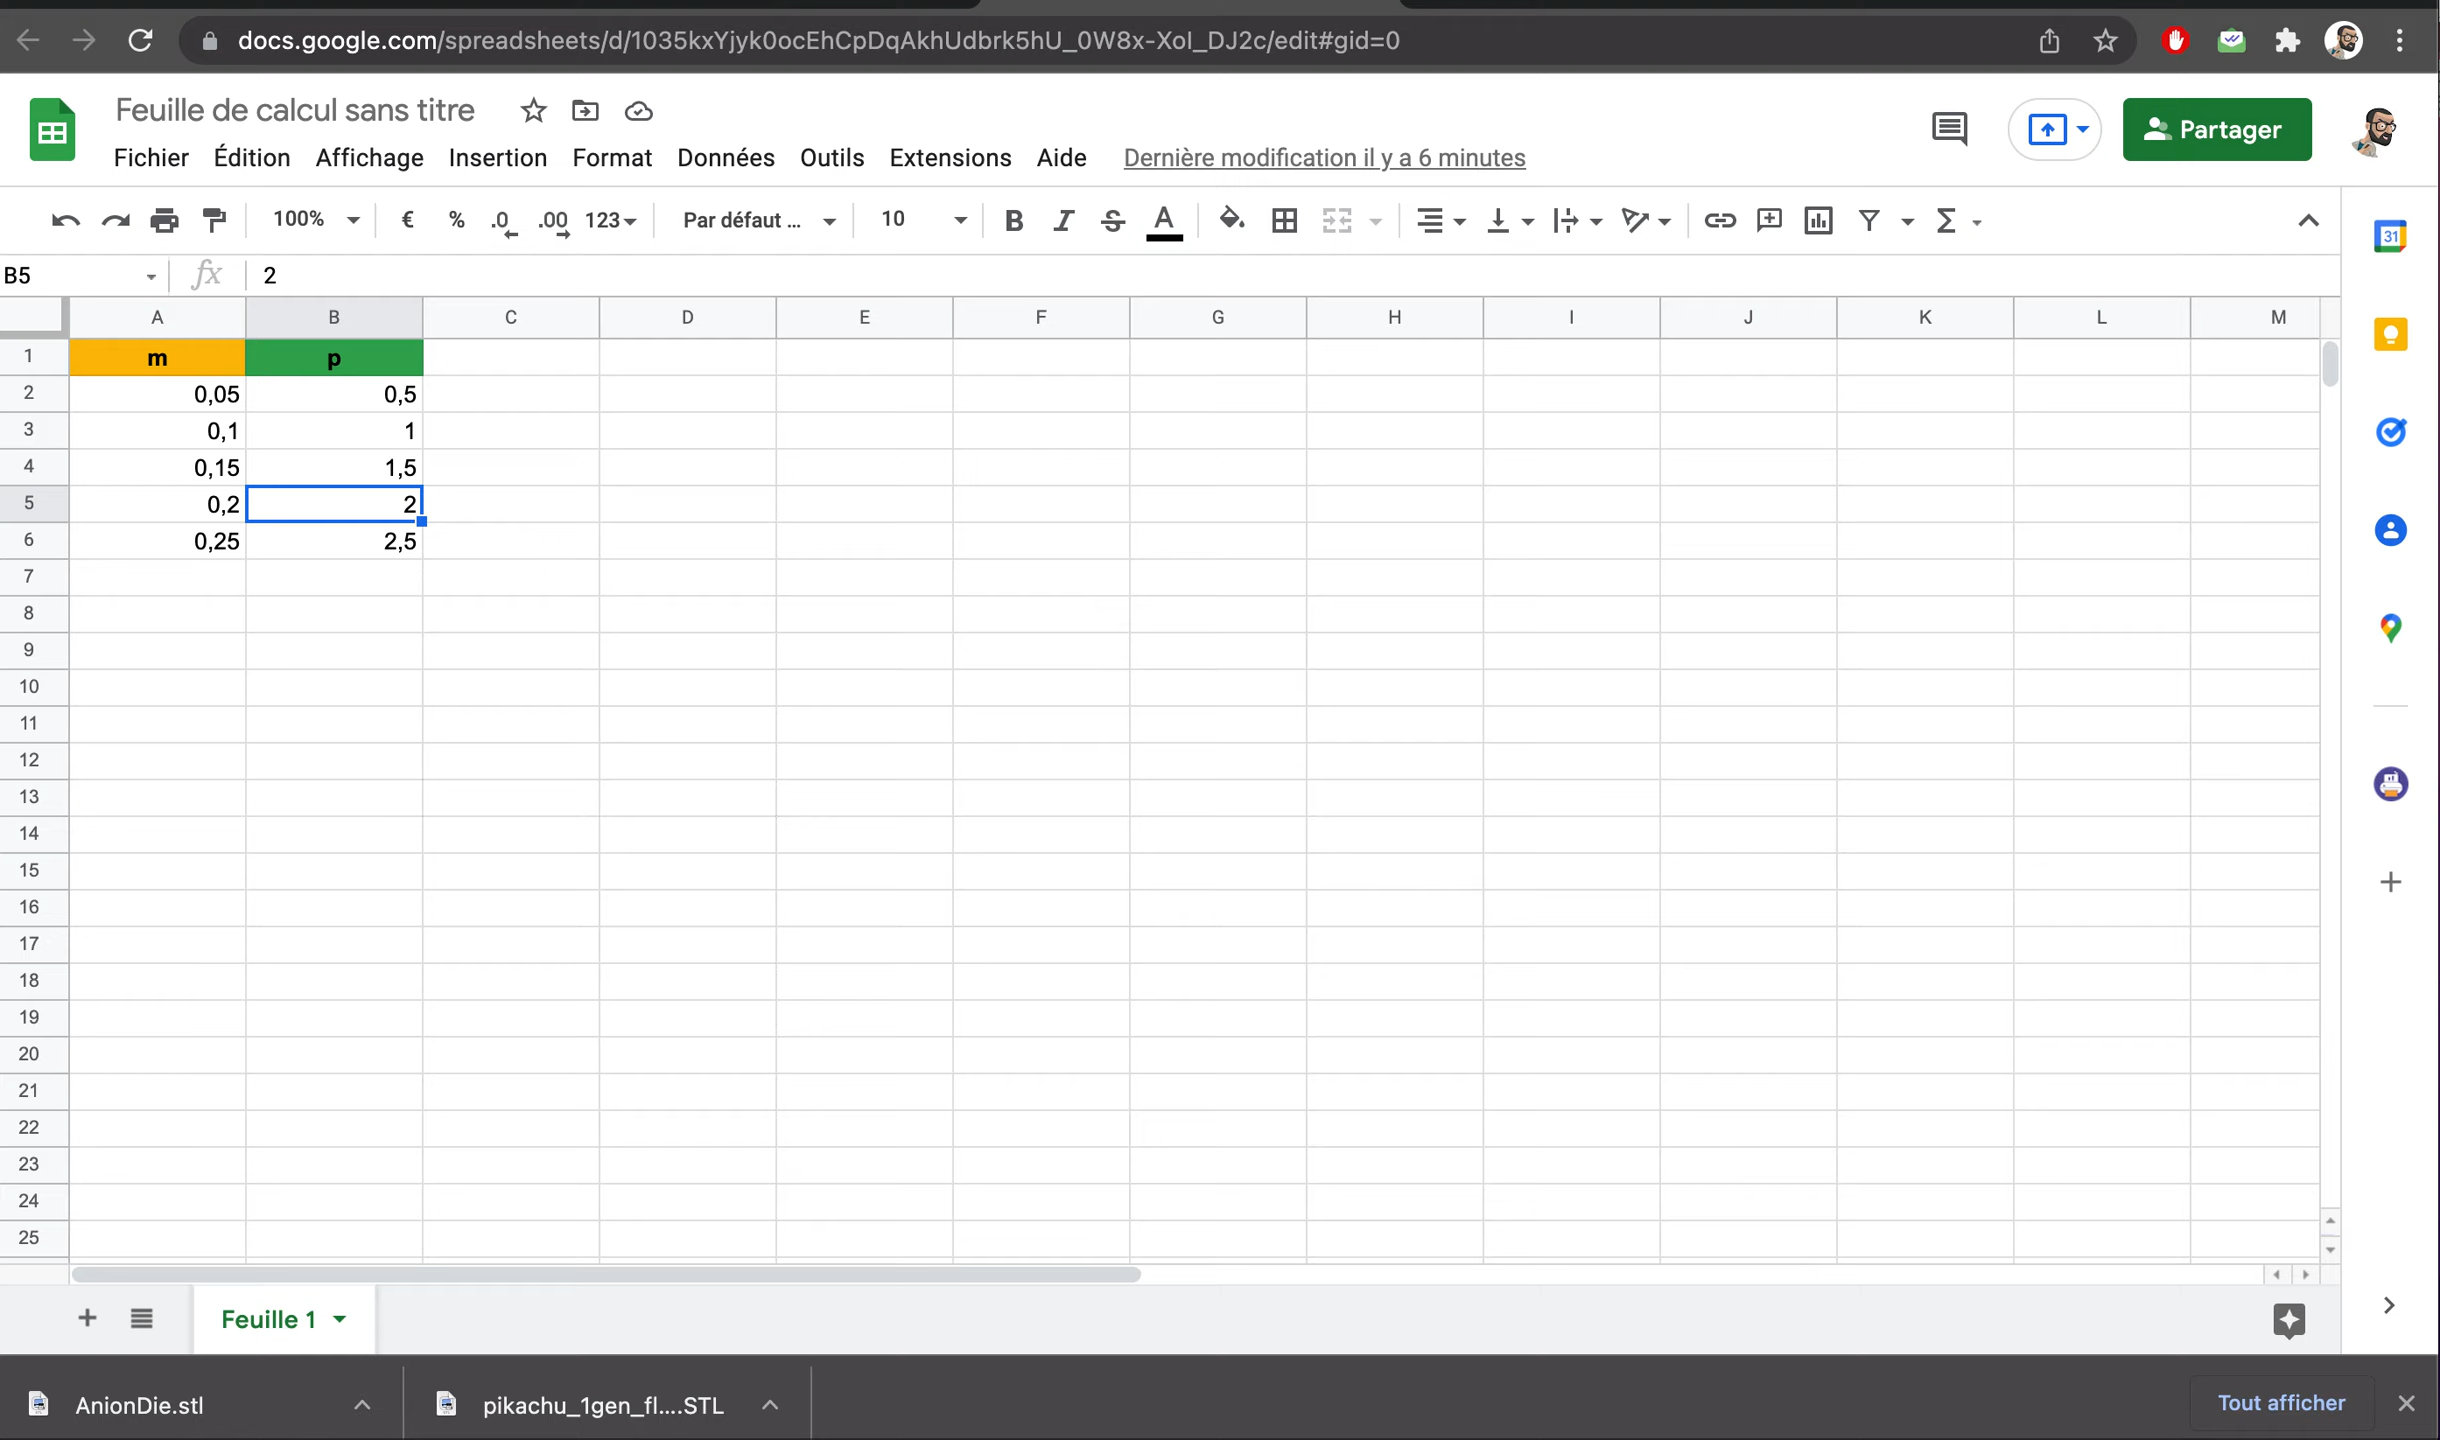 docs.google.com/spreadsheets/d/1035kxYjyk0ocEhCpDqAkhUdbrk5hU_0W8x-XoI_DJ2c/edit#gid=0
Feuille de calcul sans titre
Fichier Édition Affichage Insertion Format Données Outils Extensions Aide Dernière modification il y a 6 minutes
Partager
100% € % .0 .00 123 Par défaut ... 10 B I S A
31
B5 fx 2
A B C D E F G H I J K L M
1 m p
2 0,05 0,5
3 0,1 1
4 0,15 1,5
5 0,2 2
6 0,25 2,5
7
8
9
10
11
12
13
14
15
16
17
18
19
20
21
22
23
24
25
Feuille 1
AnionDie.stl pikachu_1gen_fl....STL Tout afficher